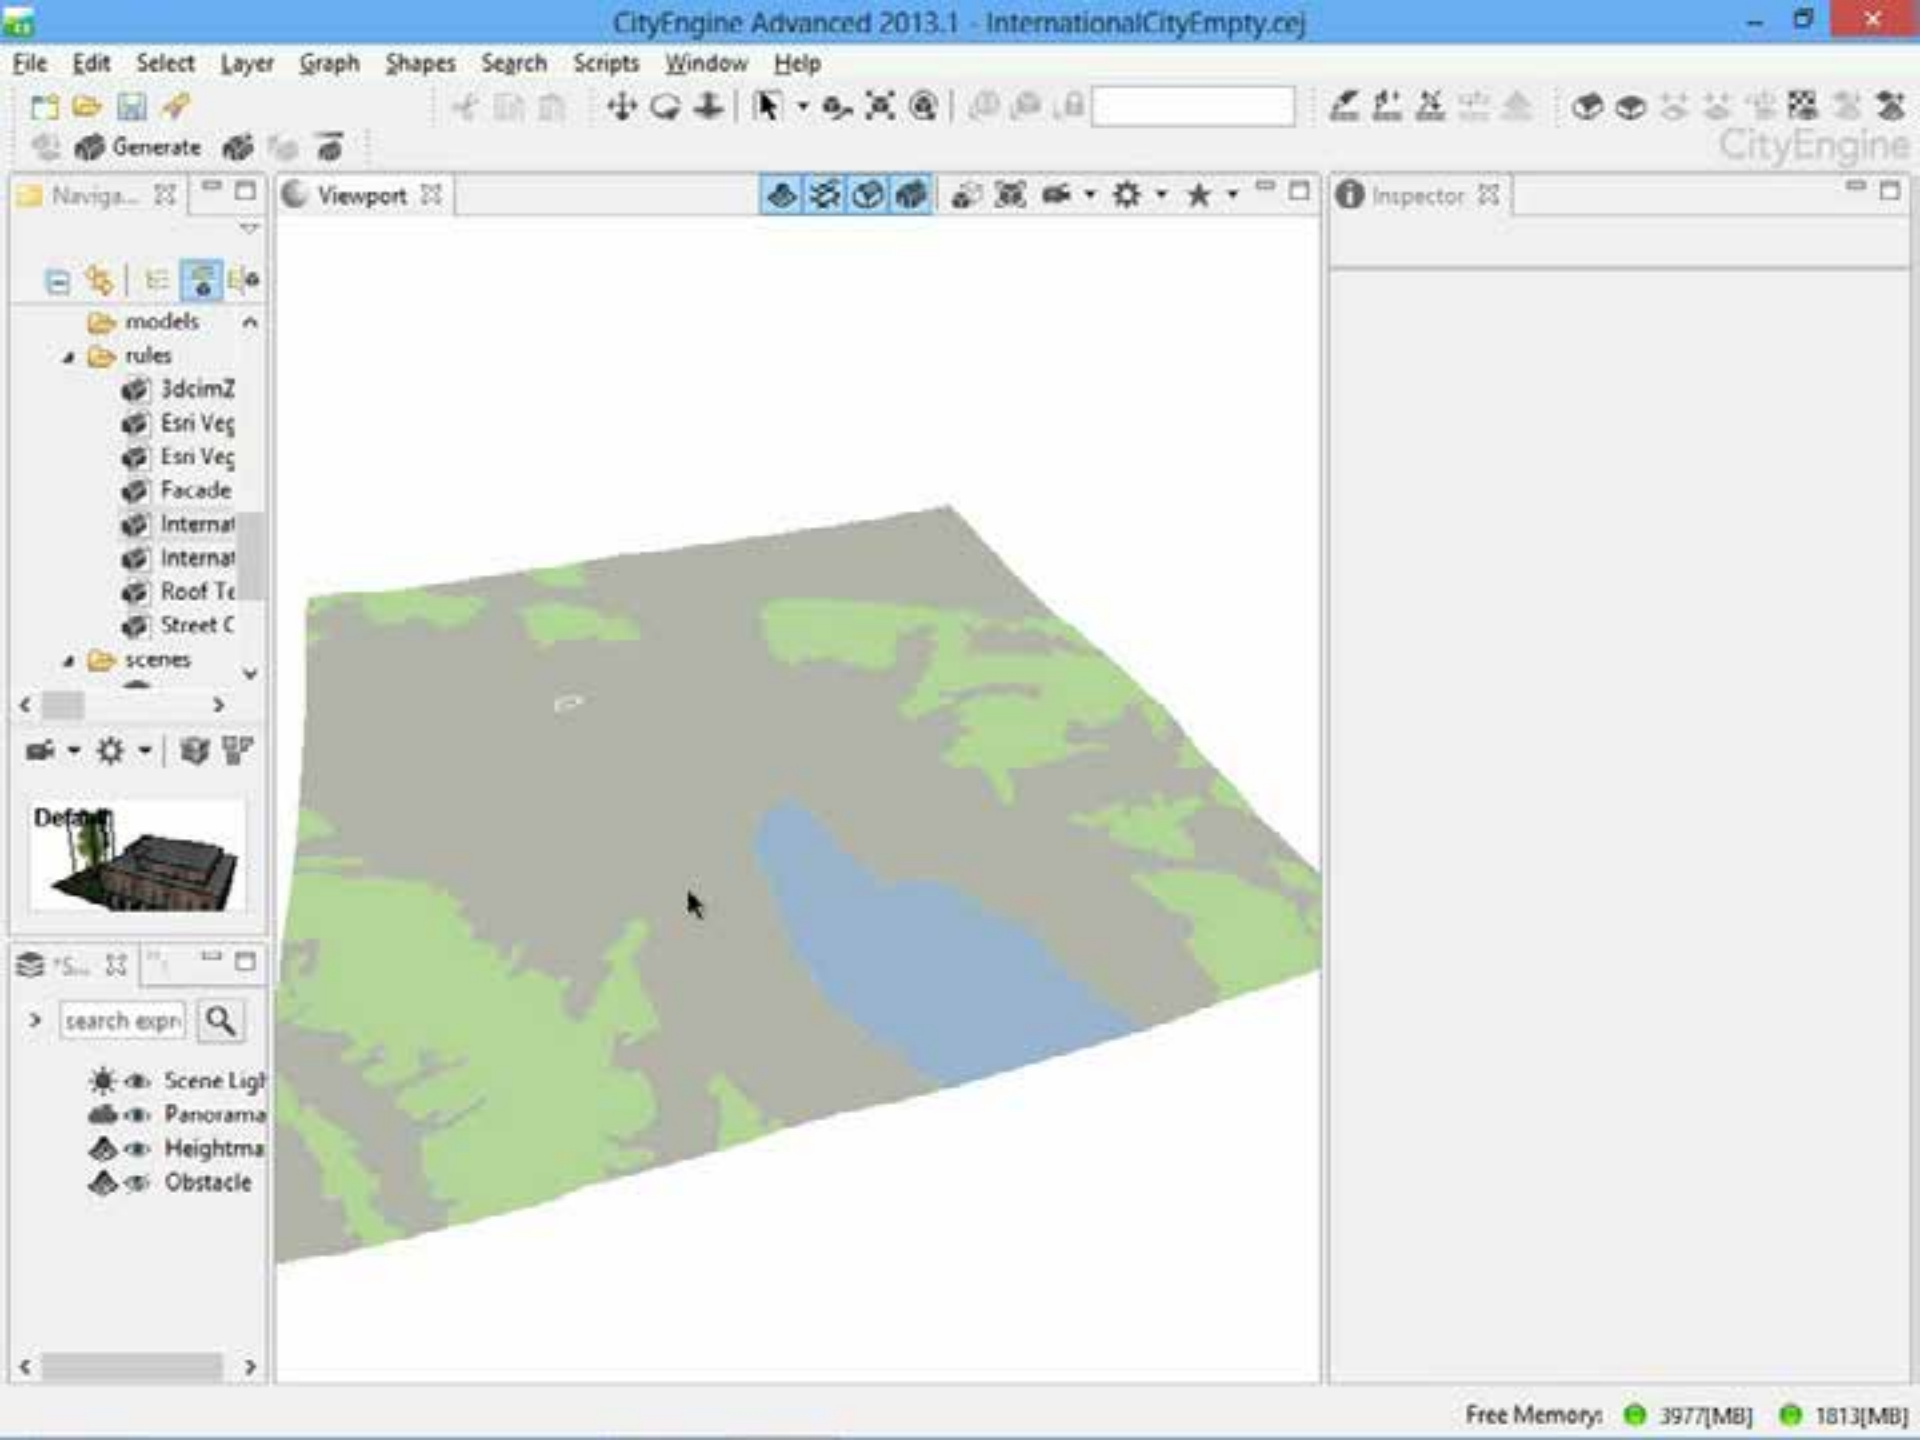 CityEngine Advanced 2013.1 - InternationalCityEmpty.cej
File Edit Select Layer Graph Shapes Search Scripts Window Help
Generate
CityEngine
Naviga...
Viewport
Inspector
models
rules
3dcimZ
Esri Veg
Esri Veg
Facade
Internat
Internat
Roof Te
Street C
scenes
Default
*S...
search expr
Scene Ligh
Panorama
Heightma
Obstacle
Free Memory: 3977[MB] 1813[MB]